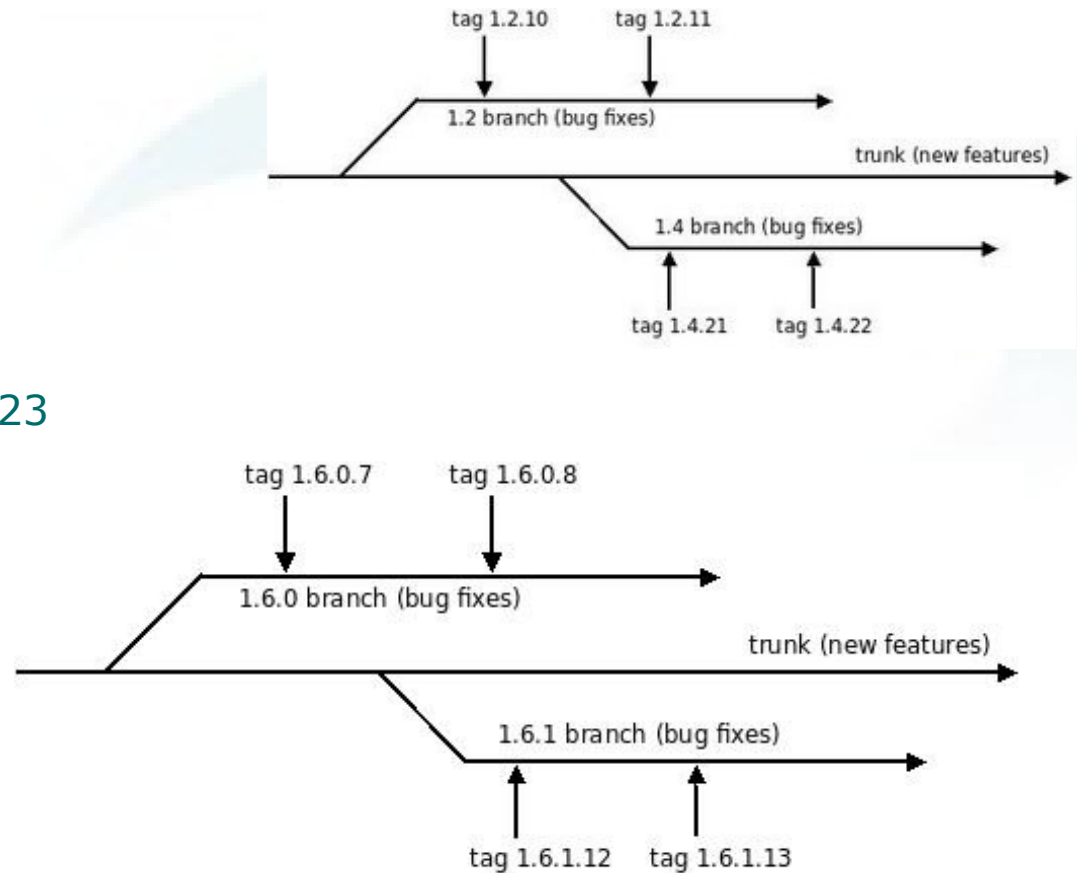 tag 1.2.10 tag 1.2.11
1.2 branch (bug fixes)
trunk (new features)
1.4 branch (bug fixes)
tag 1.4.21 tag 1.4.22
23
tag 1.6.0.7 tag 1.6.0.8
1.6.0 branch (bug fixes)
trunk (new features)
1.6.1 branch (bug fixes)
tag 1.6.1.12 tag 1.6.1.13